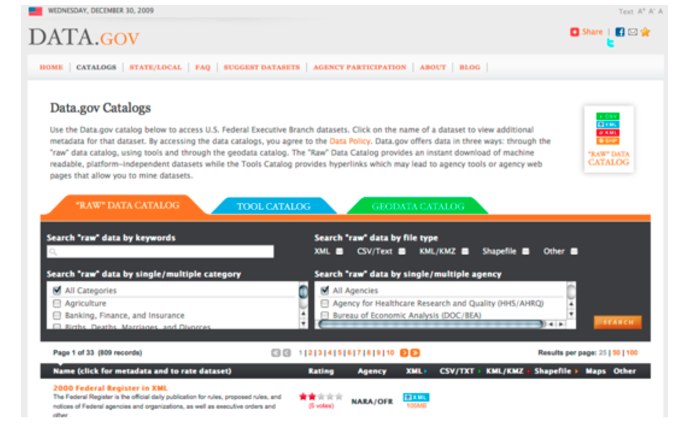 WEDNESDAY, DECEMBER 30, 2009 Text A+ A- A
DATA.GOV Share
HOME | CATALOGS | STATE/LOCAL | FAQ | SUGGEST DATASETS | AGENCY PARTICIPATION | ABOUT | BLOG |
Data.gov Catalogs
Use the Data.gov catalog below to access U.S. Federal Executive Branch datasets. Click on the name of a dataset to view additional
metadata for that dataset. By accessing the data catalogs, you agree to the Data Policy. Data.gov offers data in three ways: through the
"raw" data catalog, using tools and through the geodata catalog. The "Raw" Data Catalog provides an instant download of machine
readable, platform-independent datasets while the Tools Catalog provides hyperlinks which may lead to agency tools or agency web
pages that allow you to mine datasets.
CSV
XML
KML
SHP
"RAW" DATA
CATALOG
"RAW" DATA CATALOG TOOL CATALOG GEODATA CATALOG
Search "raw" data by keywords Search "raw" data by file type
XML CSV/Text KML/KMZ Shapefile Other
Search "raw" data by single/multiple category Search "raw" data by single/multiple agency
All Categories All Agencies
Agriculture Agency for Healthcare Research and Quality (HHS/AHRQ)
Banking, Finance, and Insurance Bureau of Economic Analysis (DOC/BEA)
Births, Deaths, Marriages, and Divorces
SEARCH
Page 1 of 33 (809 records) 1 | 2 | 3 | 4 | 5 | 6 | 7 | 8 | 9 | 10 Results per page: 25 | 50 | 100
Name (click for metadata and to rate dataset) Rating Agency XML CSV/TXT KML/KMZ Shapefile Maps Other
2000 Federal Register in XML
The Federal Register is the official daily publication for rules, proposed rules, and
notices of Federal agencies and organizations, as well as executive orders and
other
(5 votes) NARA/OFR XML
100MB